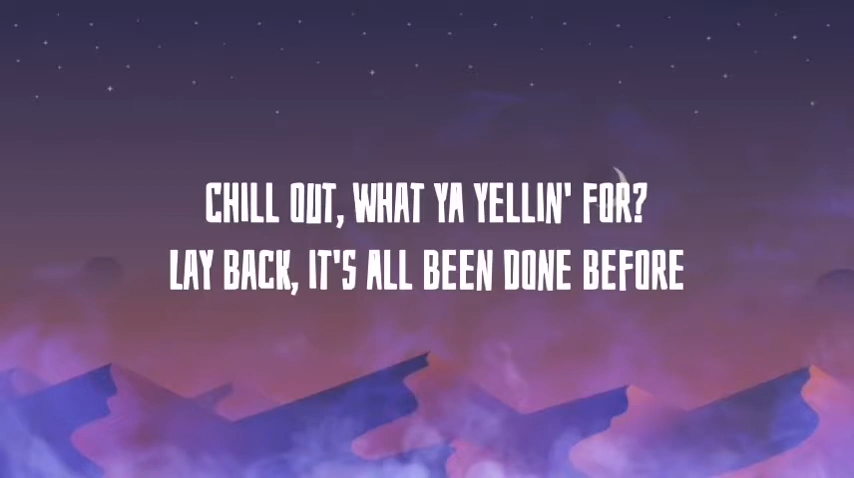 CHILL OUT, WHAT YA YELLIN' FOR?
LAY BACK, IT'S ALL BEEN DONE BEFORE